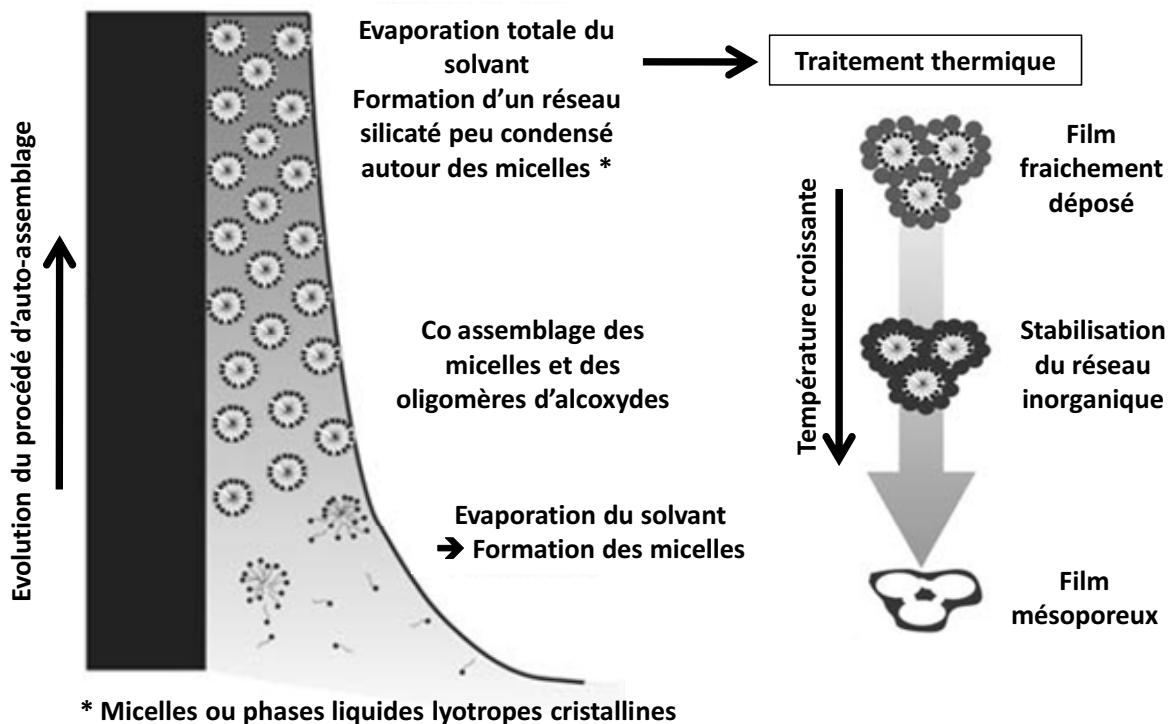 Evolution du procédé d'auto-assemblage
Evaporation totale du
solvant
Formation d'un réseau
silicaté peu condensé
autour des micelles *
Co assemblage des
micelles et des
oligomères d'alcoxydes
Evaporation du solvant
➔ Formation des micelles
Traitement thermique
Température croissante
Film
fraichement
déposé
Stabilisation
du réseau
inorganique
Film
mésoporeux
* Micelles ou phases liquides lyotropes cristallines